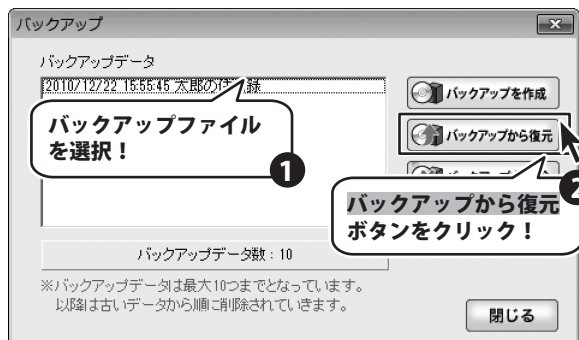 バックアップ
バックアップデータ
2010/12/22 15:55:45 太郎の
録
バックアップを作成
バックアップファイル
を選択！
1
バックアップから復元
2
バックアップから復元
ボタンをクリック！
バックアップデータ数：10
※バックアップデータは最大10つまでとなっています。
以降は古いデータから順に削除されていきます。
閉じる